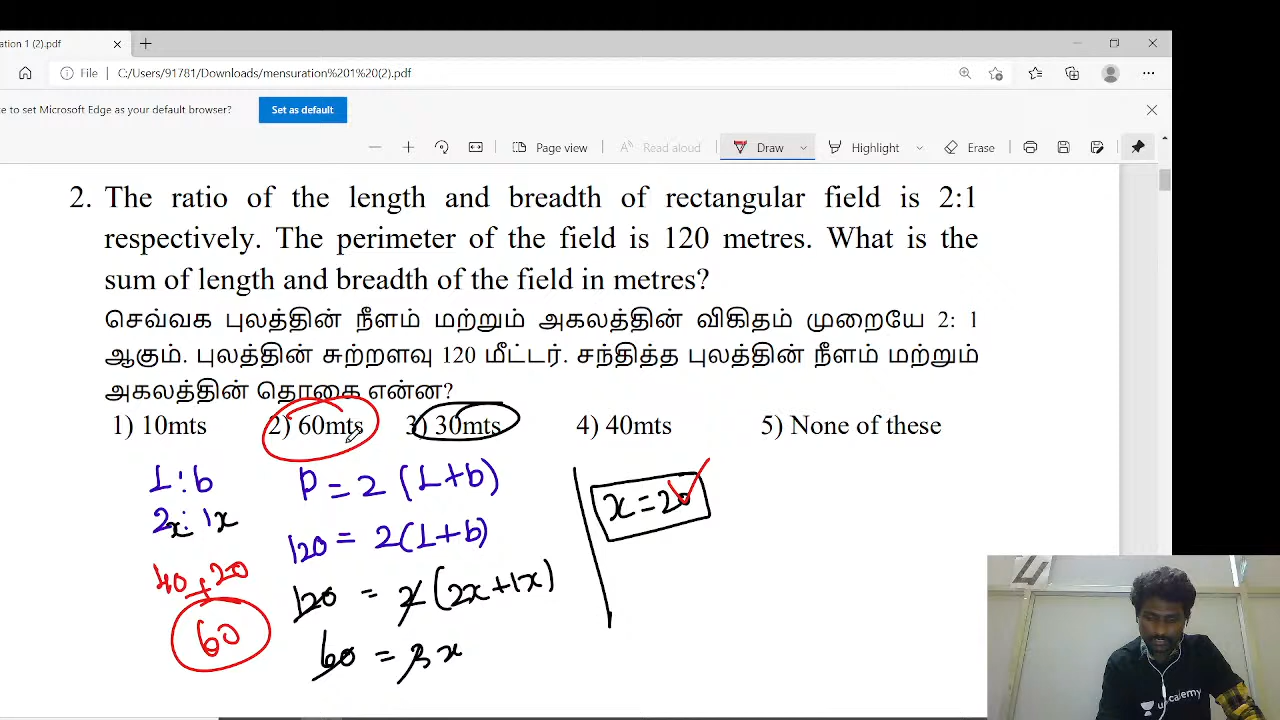 ation 1 (2).pdf
File C:/Users/91781/Downloads/mensuration%201%20(2).pdf
e to set Microsoft Edge as your default browser? Set as default
Page view Read aloud Draw Highlight Erase
2. The ratio of the length and breadth of rectangular field is 2:1
respectively. The perimeter of the field is 120 metres. What is the
sum of length and breadth of the field in metres?
செவ்வக புலத்தின் நீளம் மற்றும் அகலத்தின் விகிதம் முறையே 2: 1
ஆகும். புலத்தின் சுற்றளவு 120 மீட்டர். சந்தித்த புலத்தின் நீளம் மற்றும்
அகலத்தின் தொகை என்ன?
1) 10mts 2) 60mts 3) 30mts 4) 40mts 5) None of these
L:b P=2(L+b) x=20
2x:1x 120=2(L+b)
40+20 120=2(2x+1x)
60 60=3x